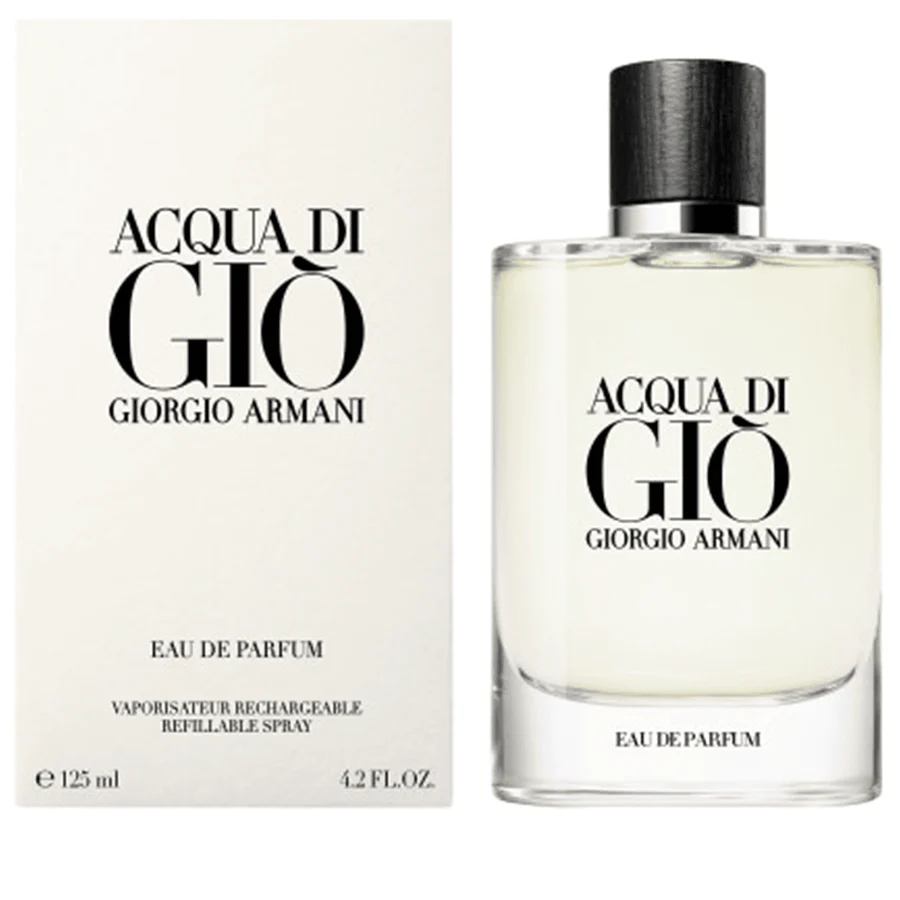 ACQUA DI
GIÒ
GIORGIO ARMANI
EAU DE PARFUM
VAPORISATEUR RECHARGEABLE
REFILLABLE SPRAY
℮ 125 ml 4.2 FL.OZ.
ACQUA DI
GIÒ
GIORGIO ARMANI
EAU DE PARFUM